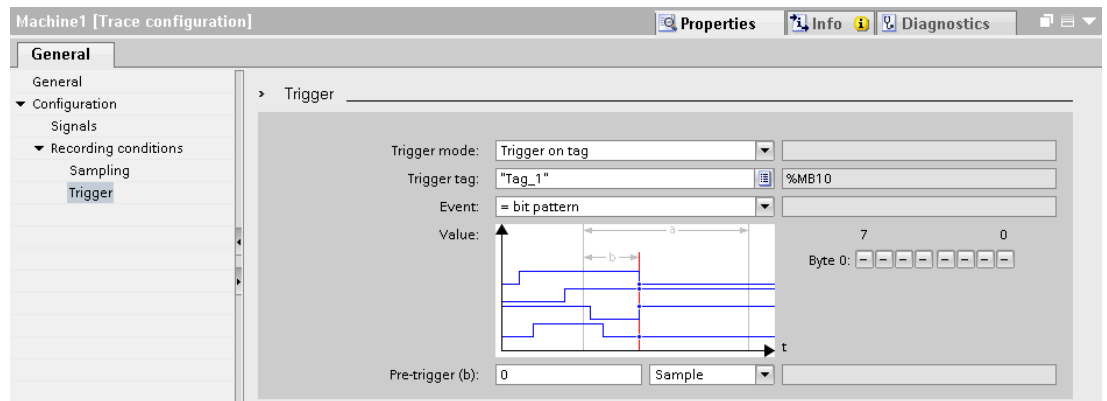 Machine1 [Trace configuration]
Properties
Info
Diagnostics
General
General
Configuration
Signals
Recording conditions
Sampling
Trigger
Trigger
Trigger mode: Trigger on tag
Trigger tag: "Tag_1" %MB10
Event: = bit pattern
Value:
a
b
t
7 0
Byte 0: - - - - - - - -
Pre-trigger (b): 0 Sample